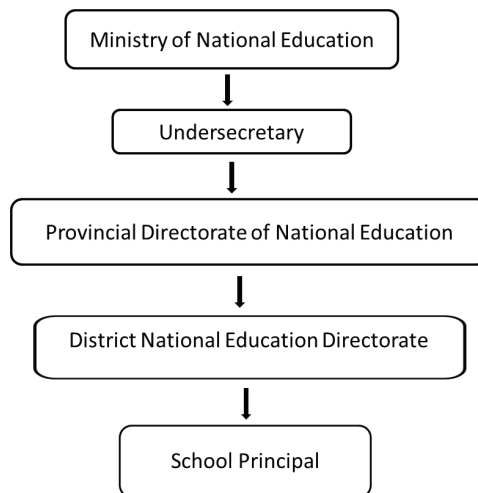 Ministry of National Education
Undersecretary
Provincial Directorate of National Education
District National Education Directorate
School Principal